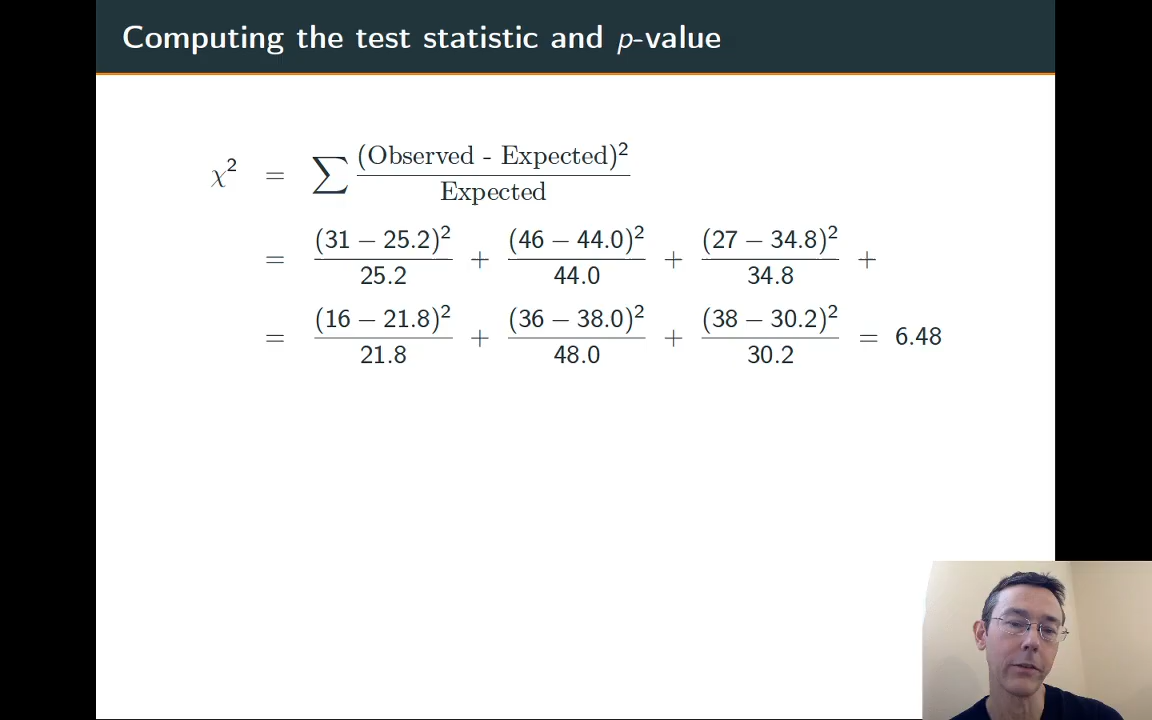 Computing the test statistic and p-value
χ² = ∑ (Observed - Expected)² / Expected
= (31 − 25.2)² / 25.2 + (46 − 44.0)² / 44.0 + (27 − 34.8)² / 34.8 +
= (16 − 21.8)² / 21.8 + (36 − 38.0)² / 48.0 + (38 − 30.2)² / 30.2 = 6.48